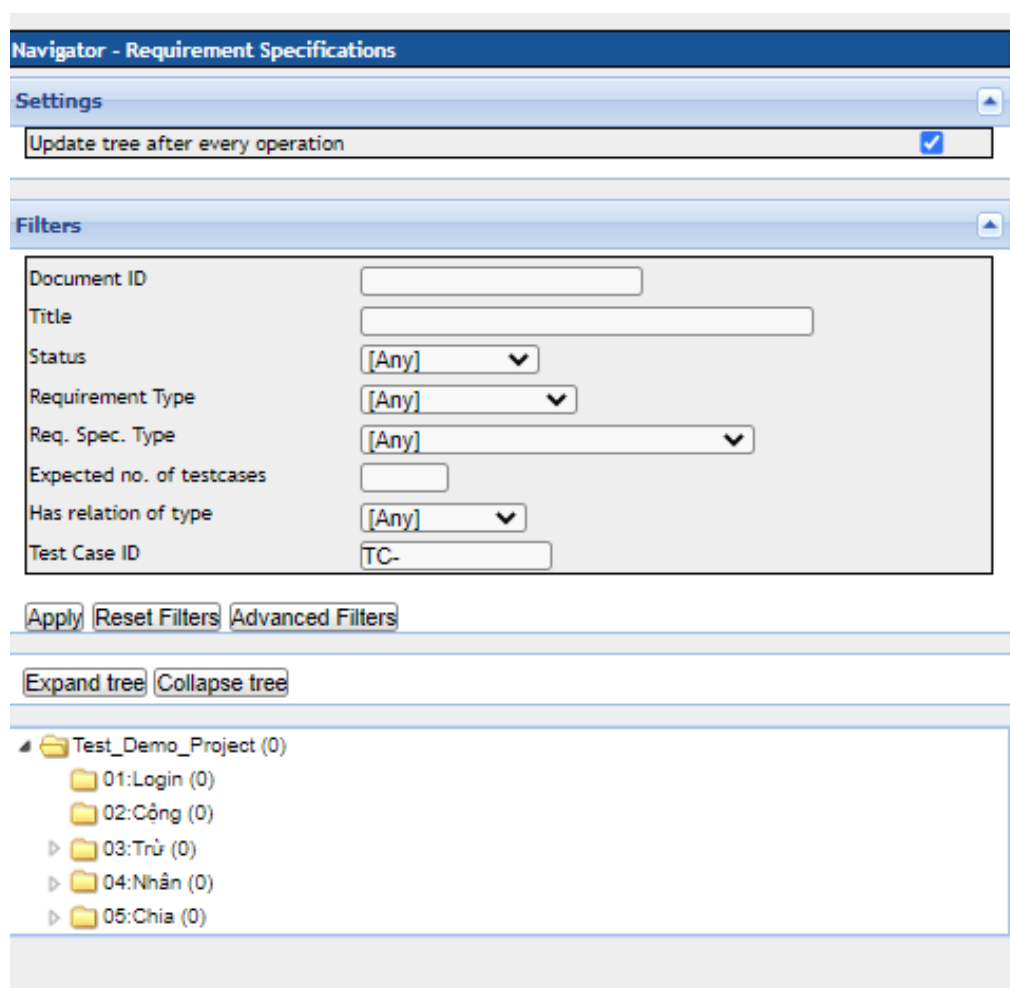 Navigator - Requirement Specifications
Settings
Update tree after every operation
Filters
Document ID
Title
Status [Any]
Requirement Type [Any]
Req. Spec. Type [Any]
Expected no. of testcases
Has relation of type [Any]
Test Case ID TC-
Apply Reset Filters Advanced Filters
Expand tree Collapse tree
Test_Demo_Project (0)
01:Login (0)
02:Cộng (0)
03:Trừ (0)
04:Nhân (0)
05:Chia (0)